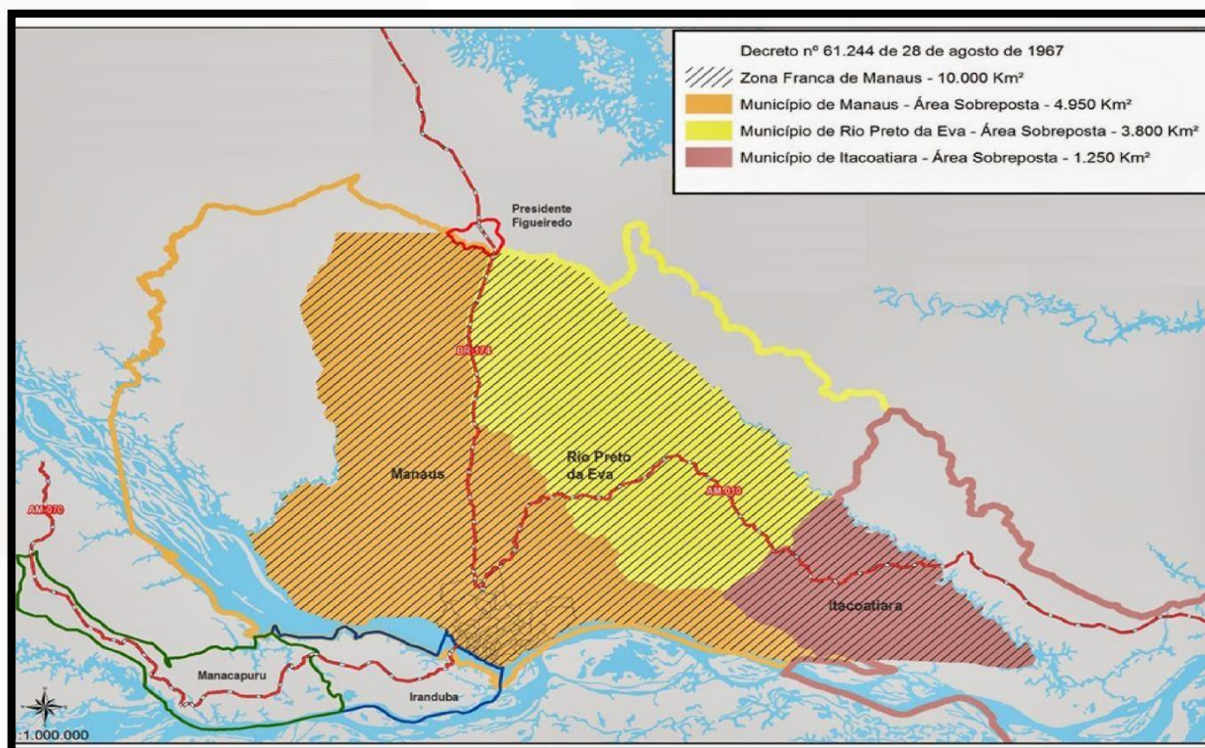 Decreto nº 61.244 de 28 de agosto de 1967
Zona Franca de Manaus - 10.000 Km²
Município de Manaus - Área Sobreposta - 4.950 Km²
Município de Rio Preto da Eva - Área Sobreposta - 3.800 Km²
Município de Itacoatiara - Área Sobreposta - 1.250 Km²
Presidente
Figueiredo
BR-174
Manaus
Rio Preto
da Eva
AM-010
AM-070
Itacoatiara
Manacapuru
Iranduba
:1.000.000